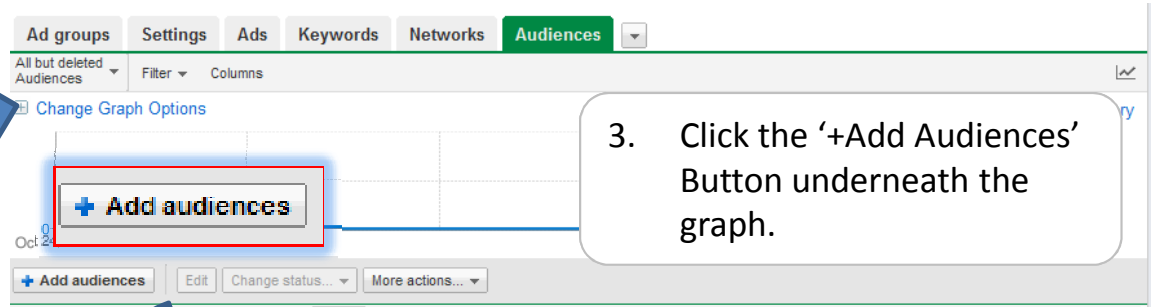 Ad groups Settings Ads Keywords Networks Audiences
All but deleted
Audiences Filter Columns
Change Graph Options
3. Click the ‘+Add Audiences’
Button underneath the
graph.
+ Add audiences
0
Oct 24
+ Add audiences Edit Change status... More actions...